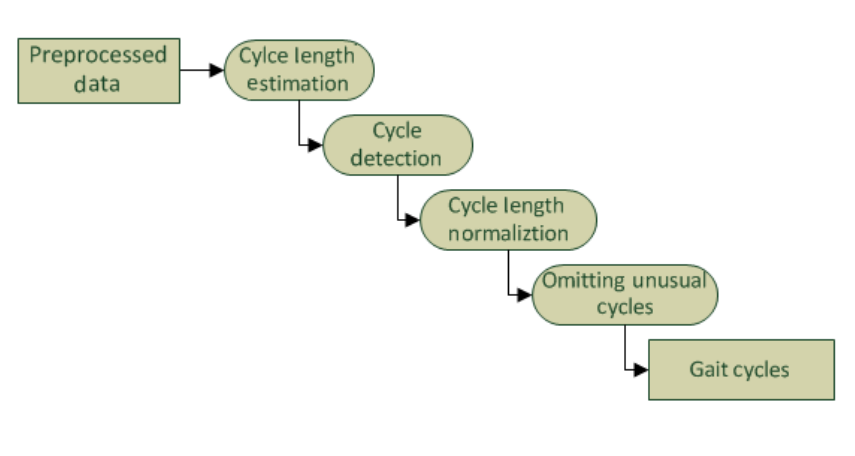 Preprocessed
data
Cylce length
estimation
Cycle
detection
Cycle length
normaliztion
Omitting unusual
cycles
Gait cycles